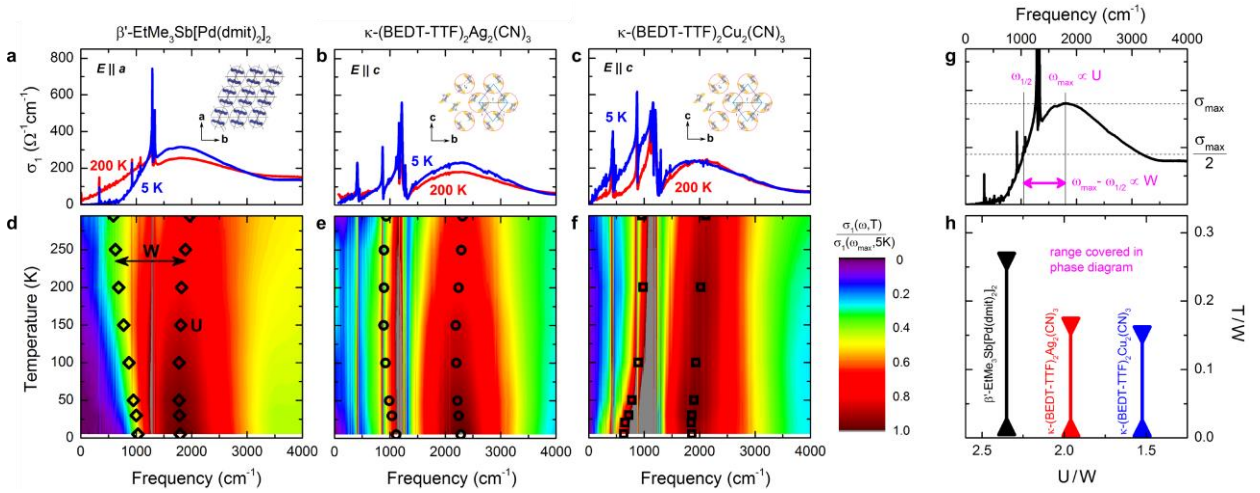 β'-EtMe₃Sb[Pd(dmit)₂]₂
κ-(BEDT-TTF)₂Ag₂(CN)₃
κ-(BEDT-TTF)₂Cu₂(CN)₃
a
E || a
200 K
5 K
a
b
800
600
400
200
0
σ₁ (Ω⁻¹cm⁻¹)
b
E || c
5 K
200 K
c
b
c
E || c
5 K
200 K
c
b
d
W
U
250
200
150
100
50
0
Temperature (K)
0 1000 2000 3000 4000
Frequency (cm⁻¹)
e
0 1000 2000 3000 4000
Frequency (cm⁻¹)
f
0 1000 2000 3000 4000
Frequency (cm⁻¹)
σ₁(ω,T)
σ₁(ω_max,5K)
0
0.2
0.4
0.6
0.8
1.0
Frequency (cm⁻¹)
0 1000 2000 3000 4000
g
ω₁/₂
ω_max ∝ U
σ_max
σ_max
2
ω_max - ω₁/₂ ∝ W
h
range covered in
phase diagram
β'-EtMe₃Sb[Pd(dmit)₂]₂
κ-(BEDT-TTF)₂Ag₂(CN)₃
κ-(BEDT-TTF)₂Cu₂(CN)₃
0.3
0.2
0.1
0.0
T/W
2.5 2.0 1.5
U/W